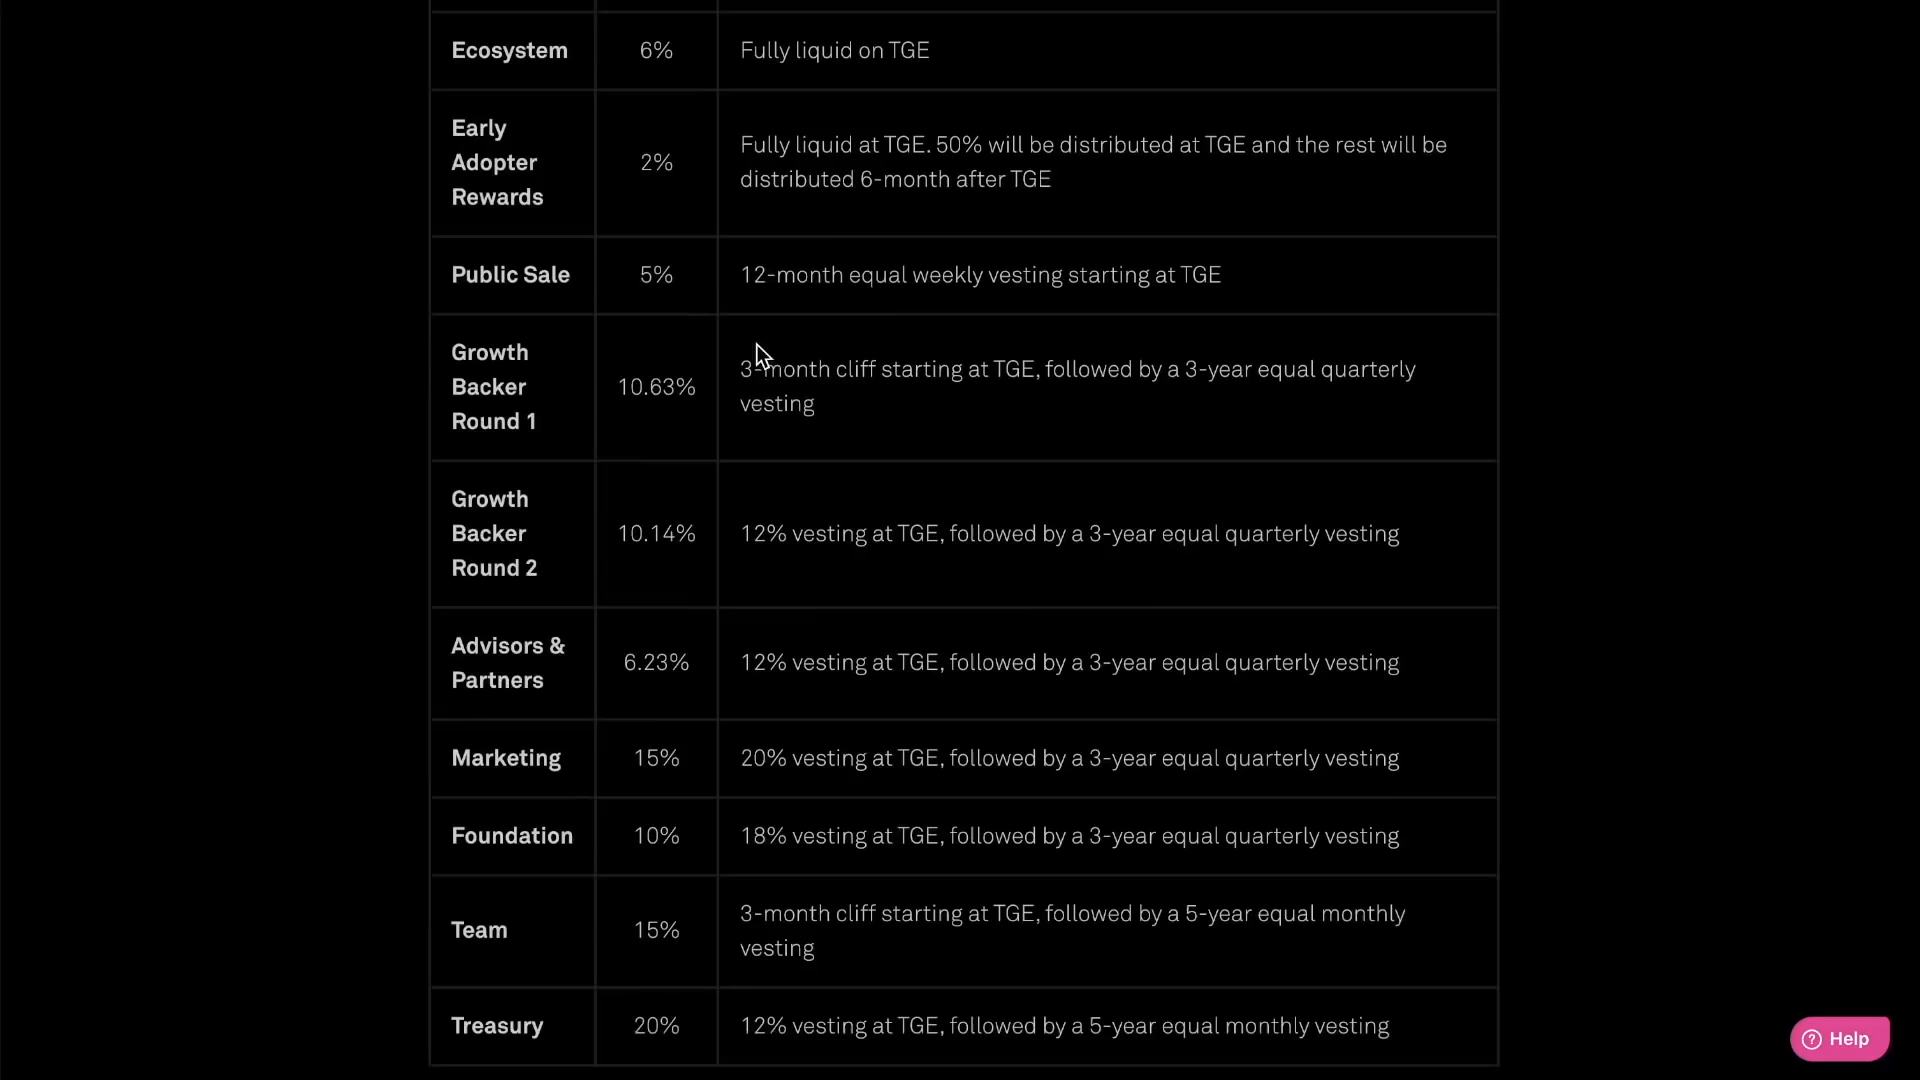 Ecosystem 6% Fully liquid on TGE
Early
Adopter
Rewards
2%
Fully liquid at TGE. 50% will be distributed at TGE and the rest will be
distributed 6-month after TGE
Public Sale 5% 12-month equal weekly vesting starting at TGE
Growth
Backer
Round 1
10.63%
3-month cliff starting at TGE, followed by a 3-year equal quarterly
vesting
Growth
Backer
Round 2
10.14%
12% vesting at TGE, followed by a 3-year equal quarterly vesting
Advisors &
Partners
6.23%
12% vesting at TGE, followed by a 3-year equal quarterly vesting
Marketing 15% 20% vesting at TGE, followed by a 3-year equal quarterly vesting
Foundation 10% 18% vesting at TGE, followed by a 3-year equal quarterly vesting
Team
15%
3-month cliff starting at TGE, followed by a 5-year equal monthly
vesting
Treasury 20% 12% vesting at TGE, followed by a 5-year equal monthly vesting
? Help